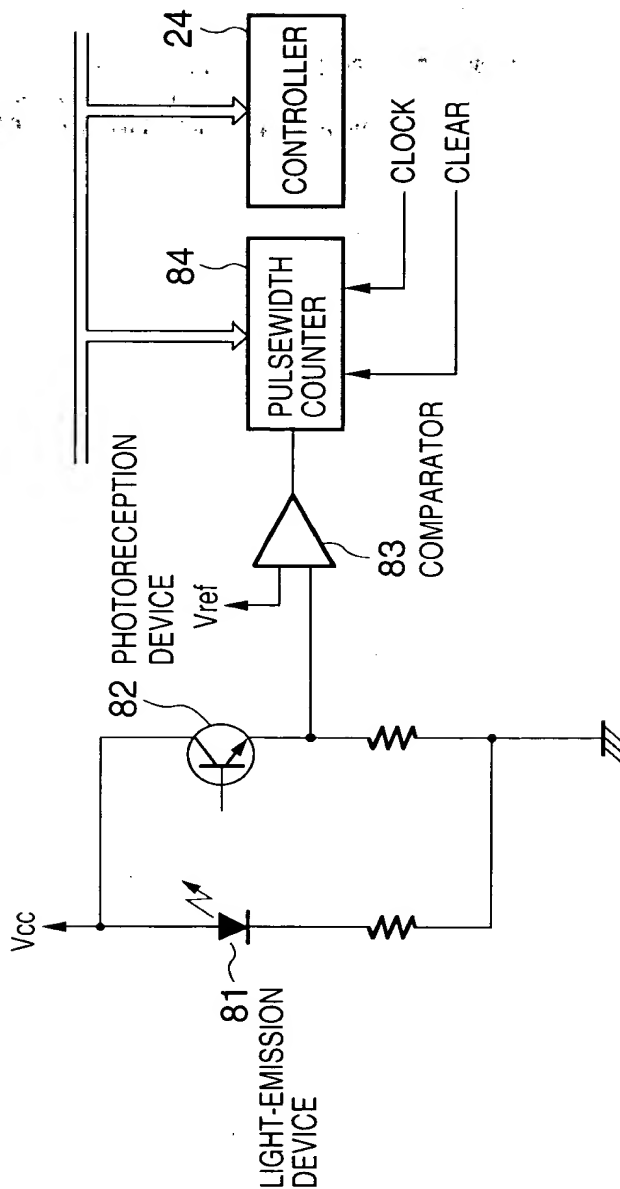 Vcc
81
LIGHT-EMISSION
DEVICE
82 PHOTORECEPTION
DEVICE
Vref
83
COMPARATOR
84
PULSEWIDTH
COUNTER
24
CONTROLLER
CLOCK
CLEAR